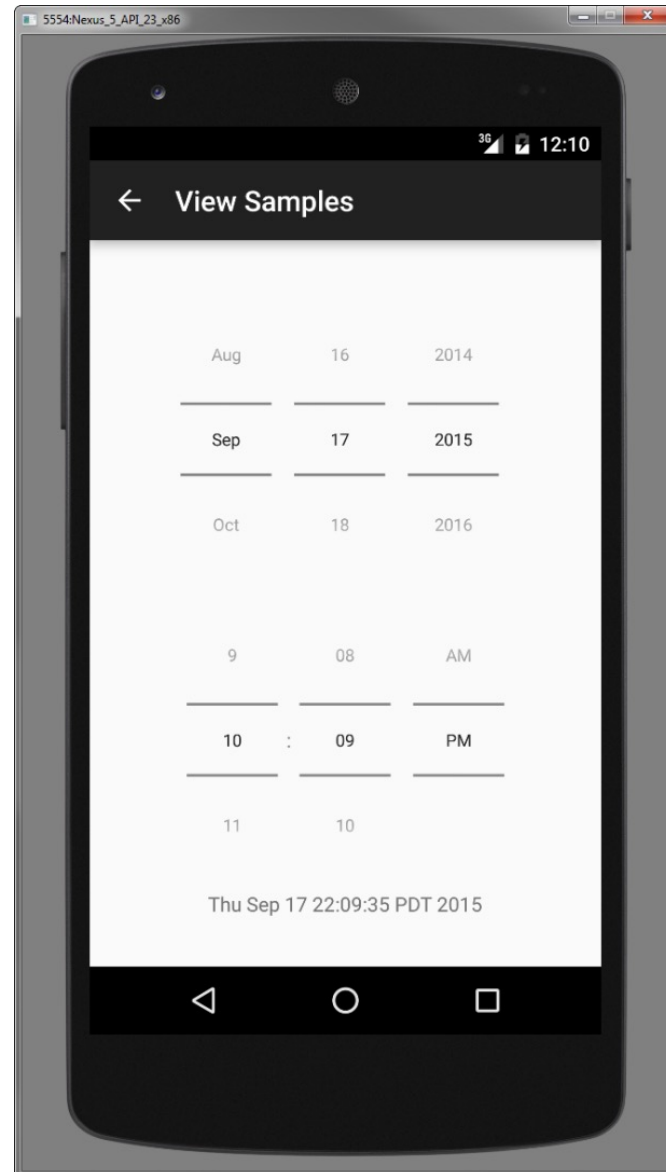 5554:Nexus_5_API_23_x86
3G 12:10
View Samples
Aug 16 2014
Sep 17 2015
Oct 18 2016
9 08 AM
10 : 09 PM
11 10
Thu Sep 17 22:09:35 PDT 2015